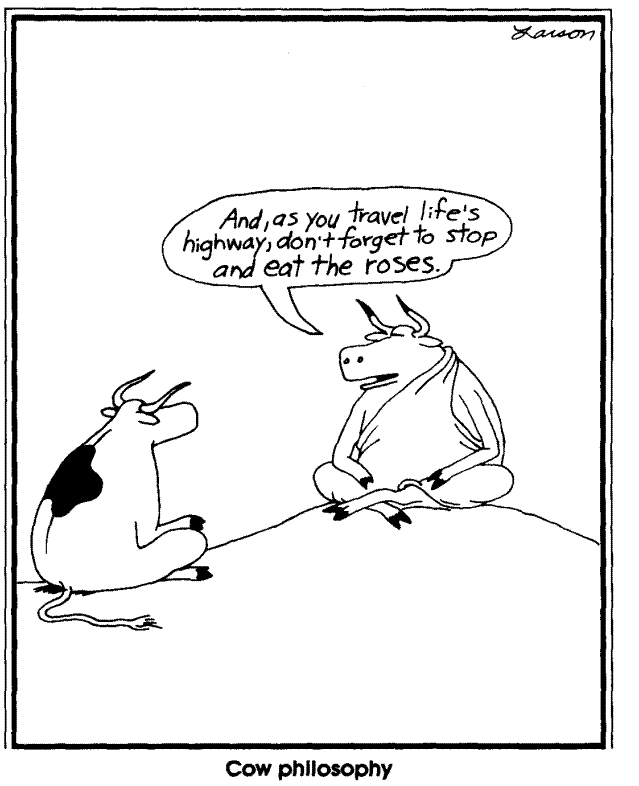 Larson
And, as you travel life's
highway, don't forget to stop
and eat the roses.
Cow philosophy